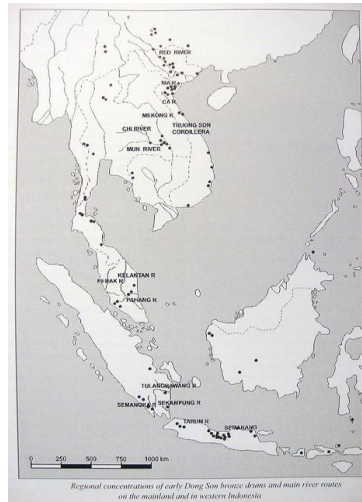 RED RIVER
MA R
CA R
MEKONG R
TRUONG SON
CORDILLERA
CHI RIVER
MUN RIVER
KELANTAN R
PERAK R
PAHANG R
TULANGBAWANG R
SEKAMPUNG R
SEMANGKA R
TARUM R
SEMARANG
0 250 500 750 1000 km
Regional concentrations of early Dong Son bronze drums and main river routes
on the mainland and in western Indonesia